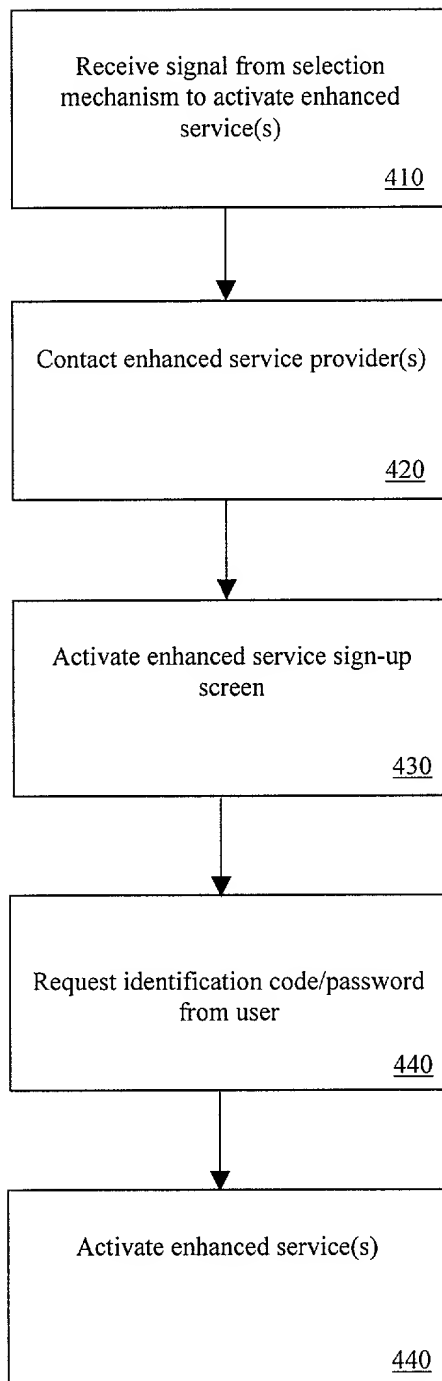 Receive signal from selection
mechanism to activate enhanced
service(s)
410
Contact enhanced service provider(s)
420
Activate enhanced service sign-up
screen
430
Request identification code/password
from user
440
Activate enhanced service(s)
440